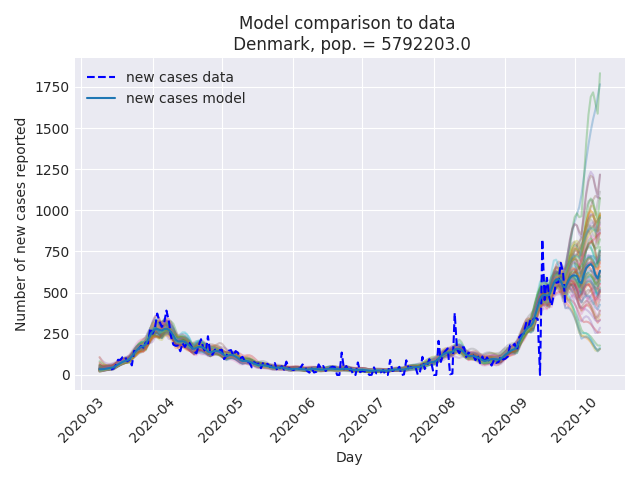 Model comparison to data
Denmark, pop. = 5792203.0
new cases data
new cases model
Number of new cases reported
1750
1500
1250
1000
750
500
250
0
2020-03
2020-04
2020-05
2020-06
2020-07
2020-08
2020-09
2020-10
Day